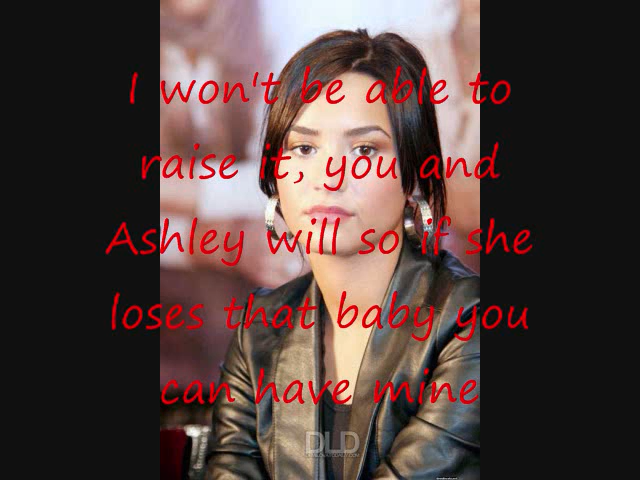 I won't be able to
raise it, you and
Ashley will so if she
loses that baby you
can have mine
DLD